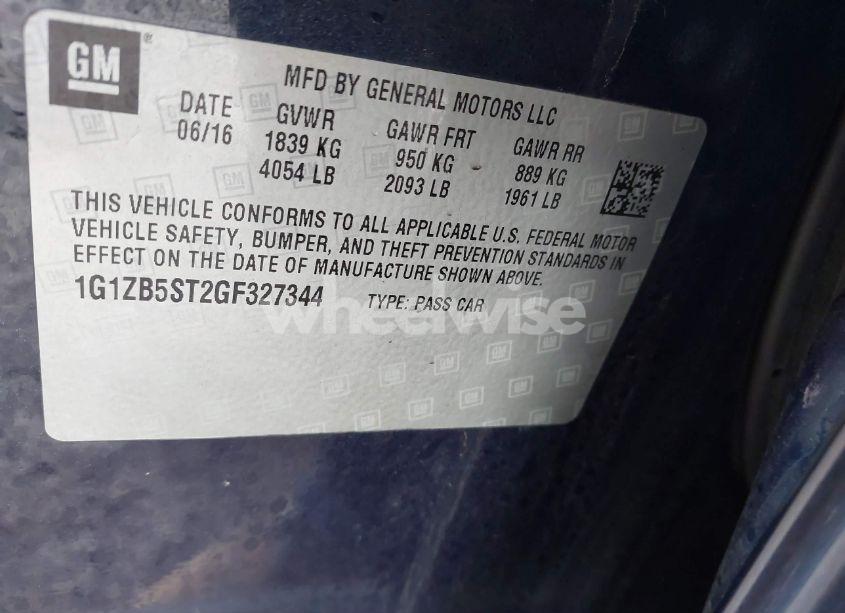 GM
®
MFD BY GENERAL MOTORS LLC
DATE GVWR GAWR FRT GAWR RR
06/16 1839 KG 950 KG 889 KG
4054 LB 2093 LB 1961 LB
THIS VEHICLE CONFORMS TO ALL APPLICABLE U.S. FEDERAL MOTOR
VEHICLE SAFETY, BUMPER, AND THEFT PREVENTION STANDARDS IN
EFFECT ON THE DATE OF MANUFACTURE SHOWN ABOVE.
1G1ZB5ST2GF327344 TYPE: PASS CAR
wheelwise